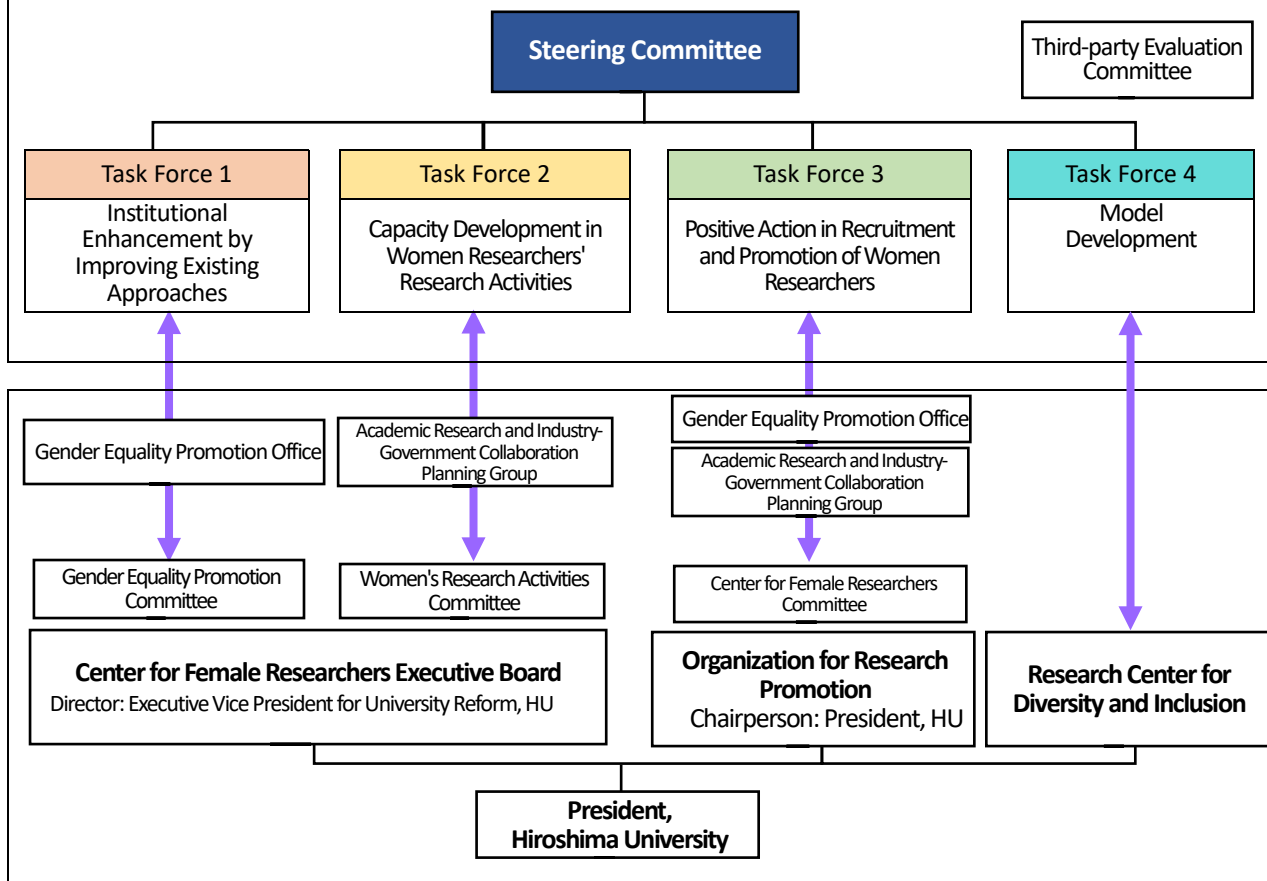 Steering Committee
Third-party Evaluation
Committee
Task Force 1
Institutional
Enhancement by
Improving Existing
Approaches
Task Force 2
Capacity Development in
Women Researchers'
Research Activities
Task Force 3
Positive Action in Recruitment
and Promotion of Women
Researchers
Task Force 4
Model
Development
Gender Equality Promotion Office
Academic Research and Industry-
Government Collaboration
Planning Group
Gender Equality Promotion Office
Academic Research and Industry-
Government Collaboration
Planning Group
Gender Equality Promotion
Committee
Women's Research Activities
Committee
Center for Female Researchers
Committee
Center for Female Researchers Executive Board
Director: Executive Vice President for University Reform, HU
Organization for Research
Promotion
Chairperson: President, HU
Research Center for
Diversity and Inclusion
President,
Hiroshima University